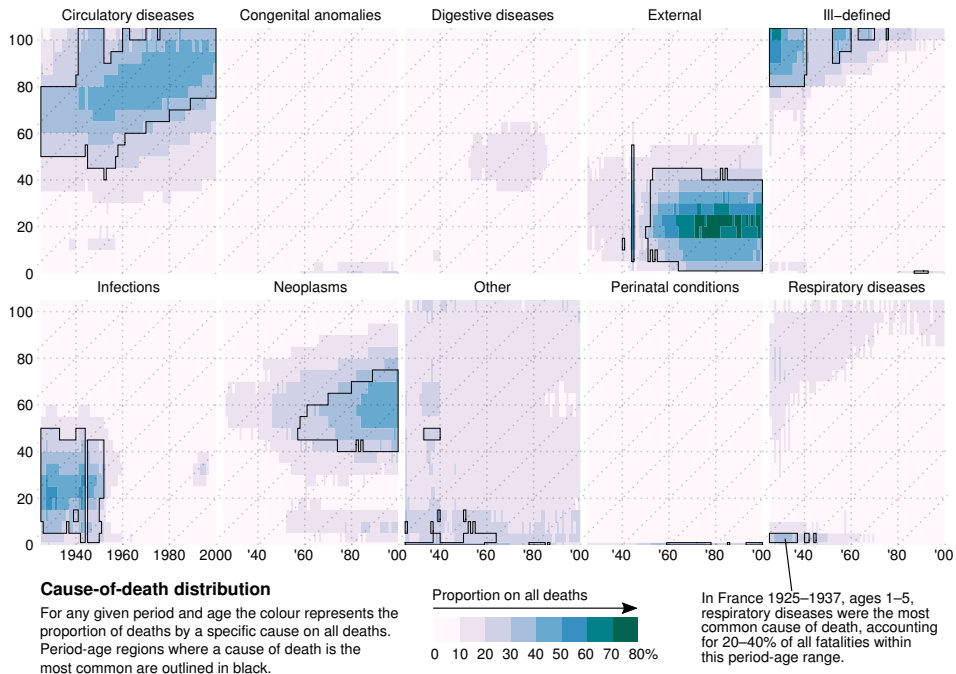 Circulatory diseases Congenital anomalies Digestive diseases External Ill−defined
100
80
60
40
20
0
Infections Neoplasms Other Perinatal conditions Respiratory diseases
100
80
60
40
20
0
1940 1960 1980 2000 '40 '60 '80 '00 '40 '60 '80 '00 '40 '60 '80 '00 '40 '60 '80 '00
Cause-of-death distribution
For any given period and age the colour represents the
proportion of deaths by a specific cause on all deaths.
Period-age regions where a cause of death is the
most common are outlined in black.
Proportion on all deaths
0 10 20 30 40 50 60 70 80%
In France 1925–1937, ages 1–5,
respiratory diseases were the most
common cause of death, accounting
for 20–40% of all fatalities within
this period-age range.